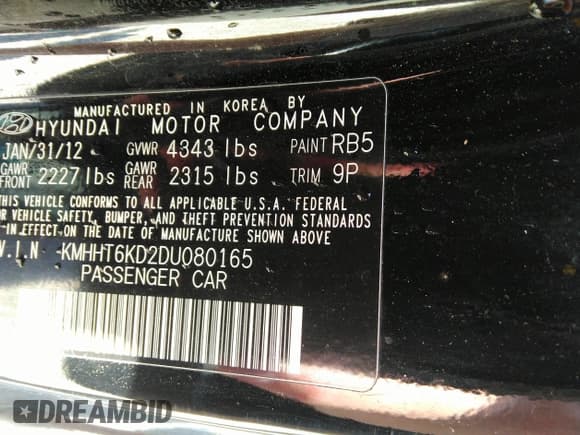 MANUFACTURED IN KOREA BY
HYUNDAI MOTOR COMPANY
JAN/31/12 GVWR 4343 lbs PAINT RB5
GAWR FRONT 2227 lbs GAWR REAR 2315 lbs TRIM 9P
THIS VEHICLE CONFORMS TO ALL APPLICABLE U.S.A. FEDERAL
MOTOR VEHICLE SAFETY, BUMPER, AND THEFT PREVENTION STANDARDS
IN EFFECT ON THE DATE OF MANUFACTURE SHOWN ABOVE
V.I.N KMHHT6KD2DU080165
PASSENGER CAR
DREAMBID